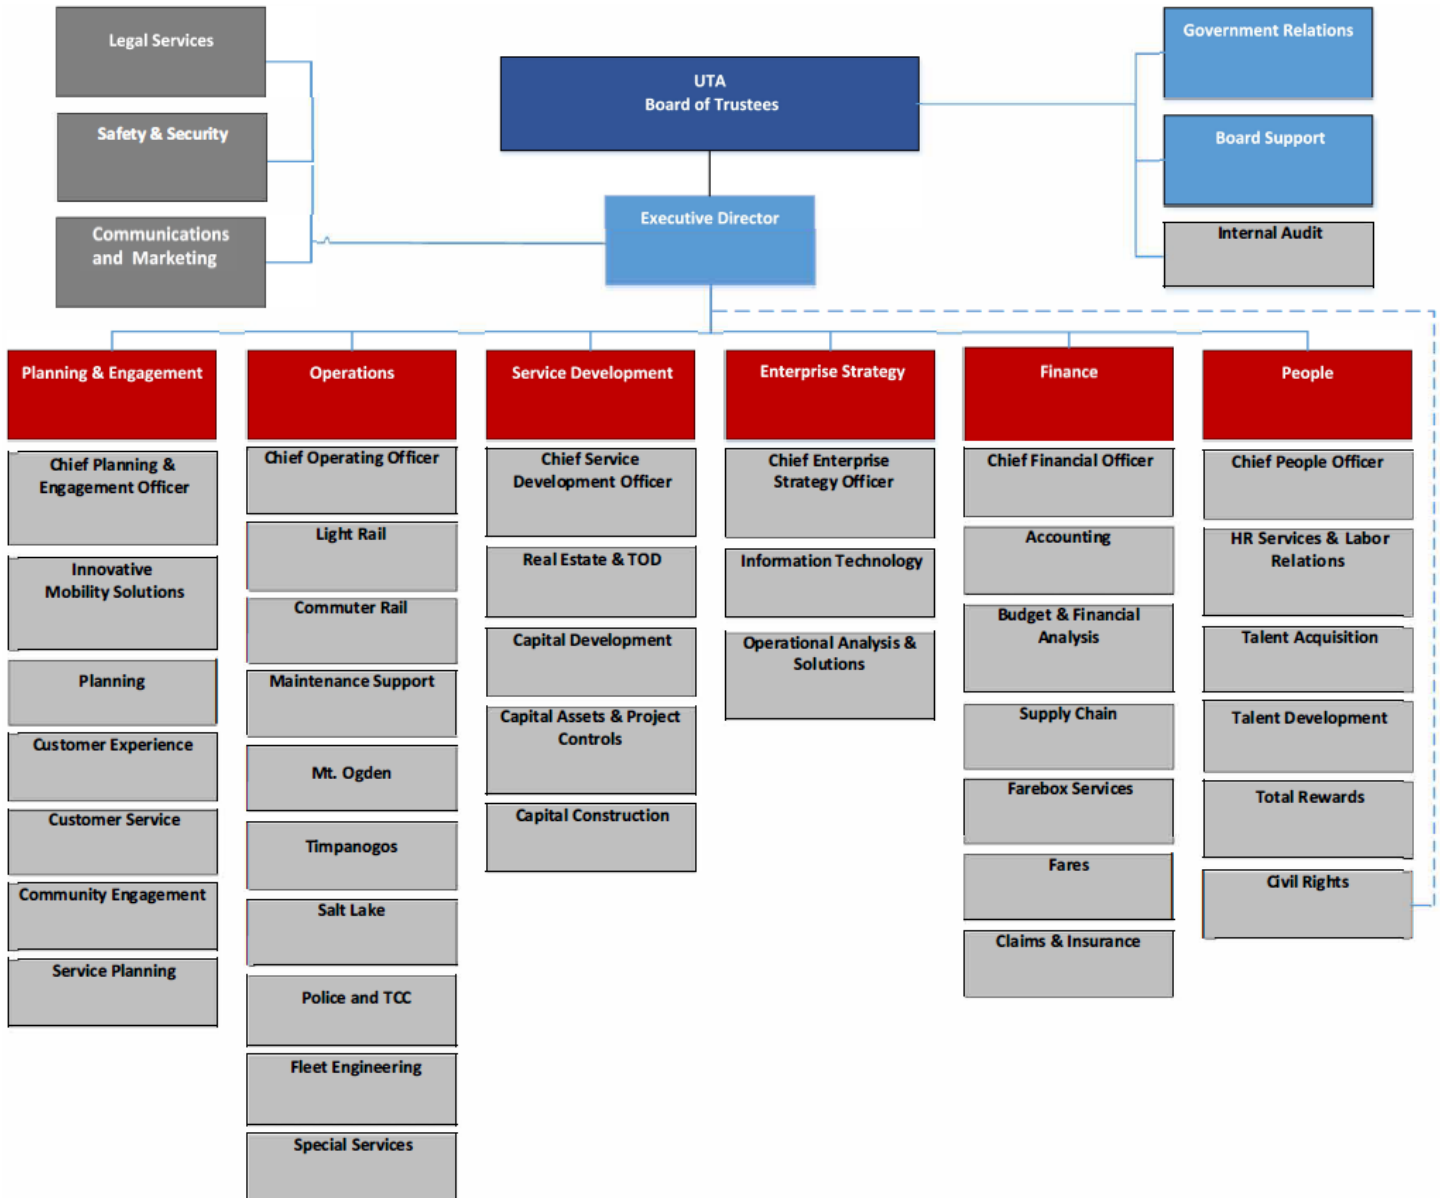 Legal Services
Safety & Security
Communications
and Marketing
UTA
Board of Trustees
Executive Director
Government Relations
Board Support
Internal Audit
Planning & Engagement
Chief Planning &
Engagement Officer
Innovative
Mobility Solutions
Planning
Customer Experience
Customer Service
Community Engagement
Service Planning
Operations
Chief Operating Officer
Light Rail
Commuter Rail
Maintenance Support
Mt. Ogden
Timpanogos
Salt Lake
Police and TCC
Fleet Engineering
Special Services
Service Development
Chief Service
Development Officer
Real Estate & TOD
Capital Development
Capital Assets & Project
Controls
Capital Construction
Enterprise Strategy
Chief Enterprise
Strategy Officer
Information Technology
Operational Analysis &
Solutions
Finance
Chief Financial Officer
Accounting
Budget & Financial
Analysis
Supply Chain
Farebox Services
Fares
Claims & Insurance
People
Chief People Officer
HR Services & Labor
Relations
Talent Acquisition
Talent Development
Total Rewards
Civil Rights